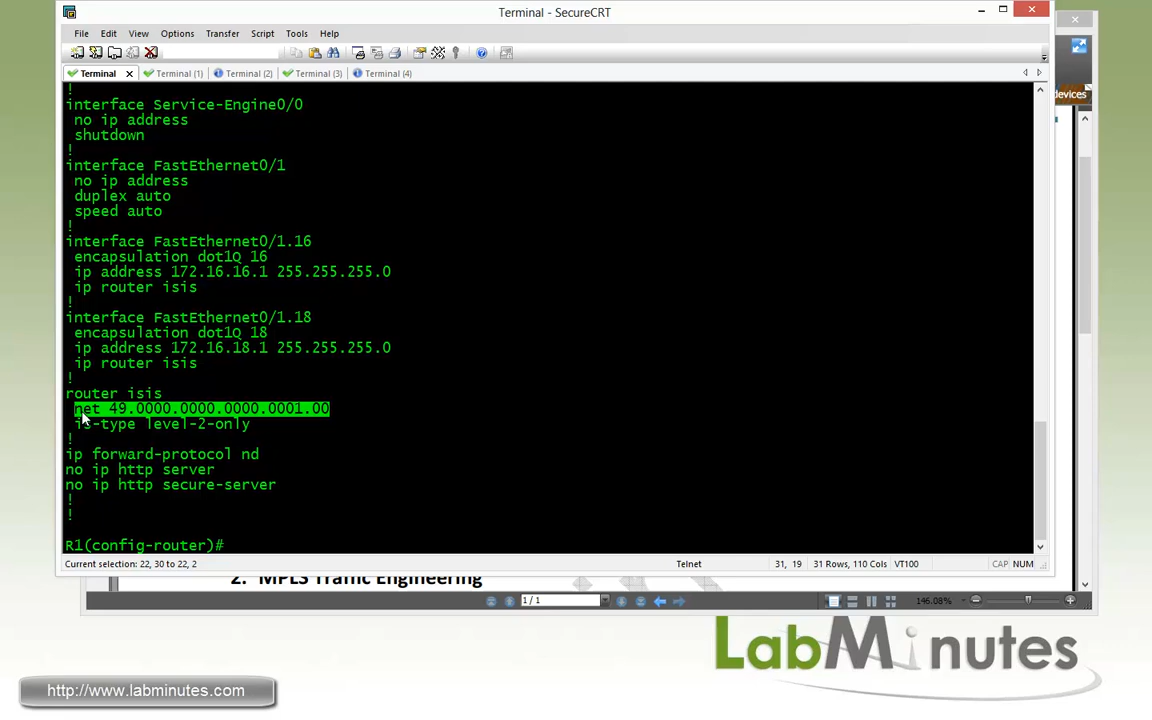 Terminal - SecureCRT
File Edit View Options Transfer Script Tools Help
Terminal Terminal (1) Terminal (2) Terminal (3) Terminal (4)
devices
!
interface Service-Engine0/0
no ip address
shutdown
!
interface FastEthernet0/1
no ip address
duplex auto
speed auto
!
interface FastEthernet0/1.16
encapsulation dot1Q 16
ip address 172.16.16.1 255.255.255.0
ip router isis
!
interface FastEthernet0/1.18
encapsulation dot1Q 18
ip address 172.16.18.1 255.255.255.0
ip router isis
!
router isis
net 49.0000.0000.0000.0001.00
is-type level-2-only
!
ip forward-protocol nd
no ip http server
no ip http secure-server
!
!
R1(config-router)#
Current selection: 22, 30 to 22, 2 Telnet 31, 19 31 Rows, 110 Cols VT100 CAP NUM
2. MPLS Traffic Engineering
1 / 1 146.08%
LabMinutes
http://www.labminutes.com